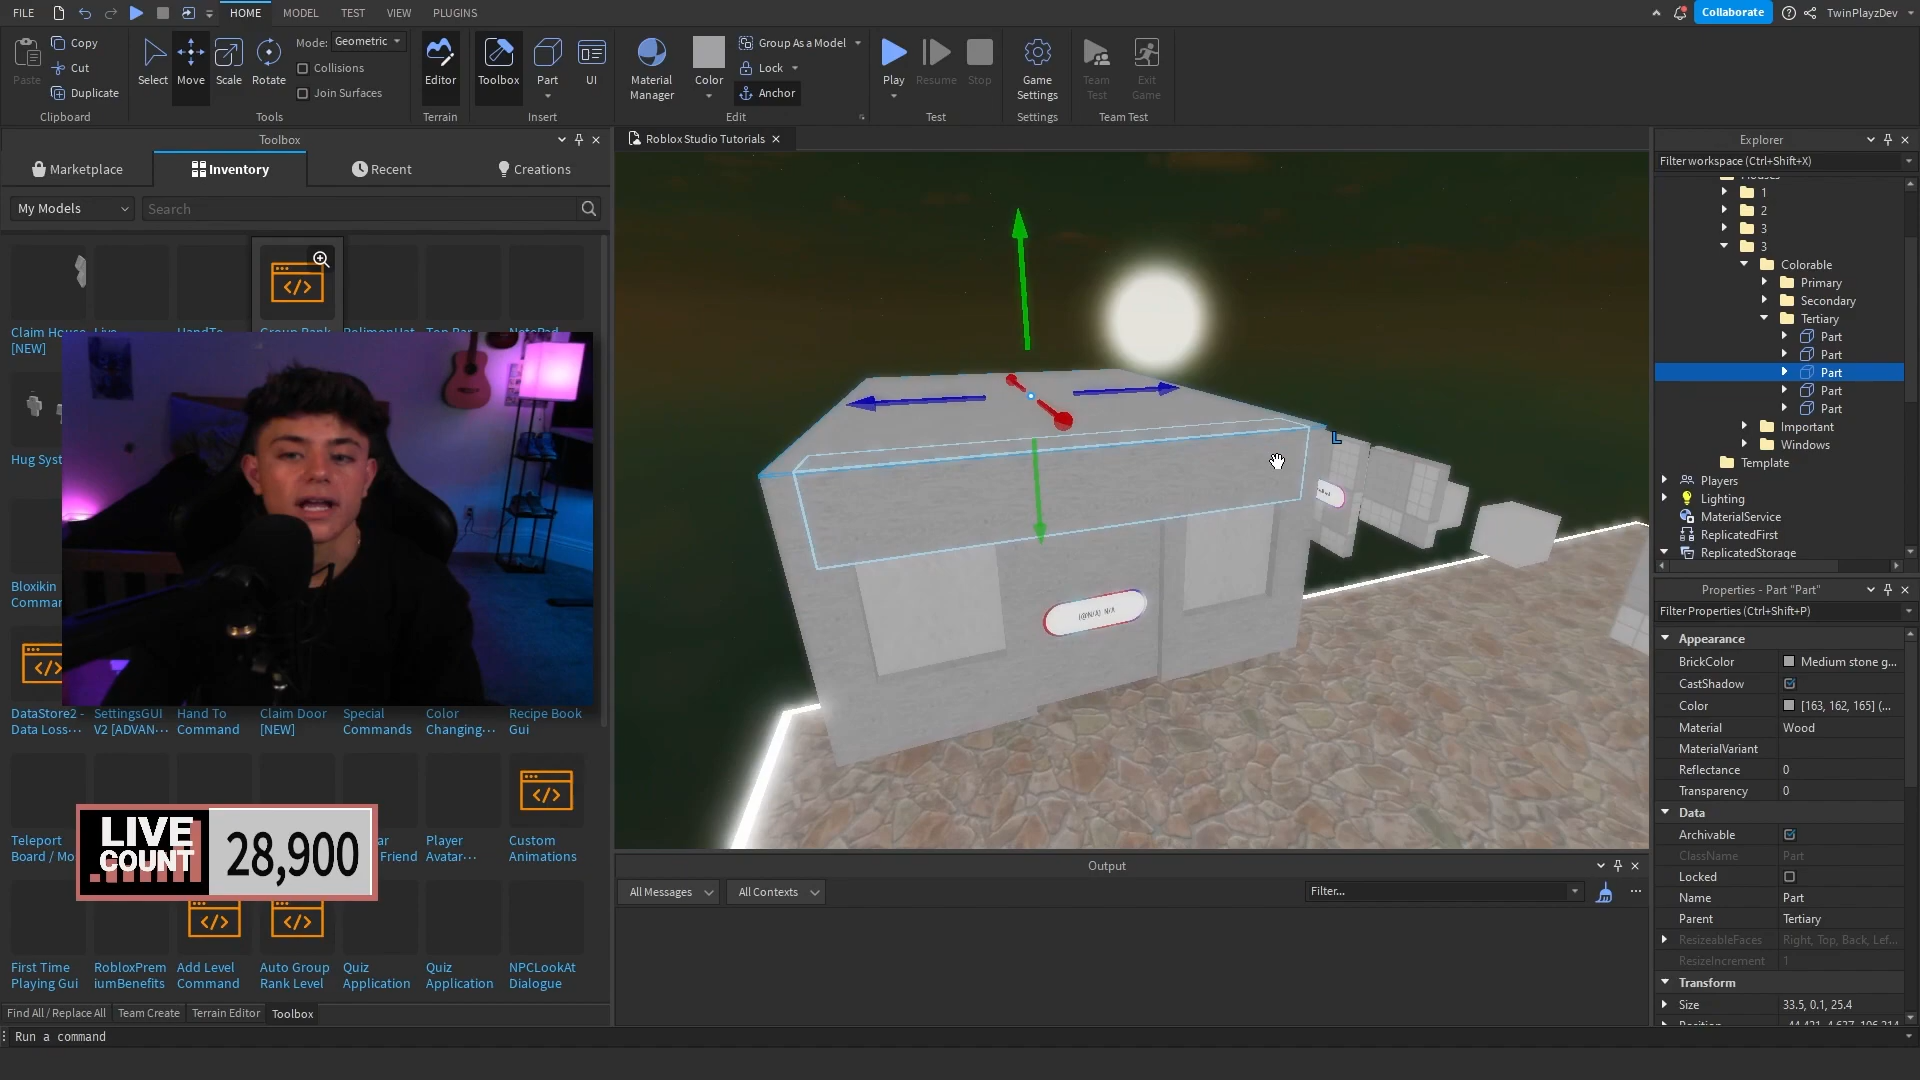 FILE
HOME
MODEL
TEST
VIEW
PLUGINS
Collaborate
TwinPlayzDev
Paste
Copy
Cut
Duplicate
Clipboard
Select
Move
Scale
Rotate
Mode:
Geometric
Collisions
Join Surfaces
Tools
Editor
Terrain
Toolbox
Part
UI
Insert
Material
Manager
Color
Group As a Model
Lock
Anchor
Edit
Play
Resume
Stop
Test
Game
Settings
Settings
Team
Test
Exit
Game
Team Test
Toolbox
Marketplace
Inventory
Recent
Creations
My Models
Search
Claim House
[NEW]
Hug Syst
Bloxikin
Comman
DataStore2 -
Data Loss···
SettingsGUI
V2 [ADVAN···
Hand To
Command
Claim Door
[NEW]
Special
Commands
Color
Changing···
Recipe Book
Gui
Teleport
Board / Mo
ar
Friend
Player
Avatar···
Custom
Animations
LIVE
COUNT
28,900
First Time
Playing Gui
RobloxPrem
iumBenefits
Add Level
Command
Auto Group
Rank Level
Quiz
Application
Quiz
Application
NPCLookAt
Dialogue
Find All / Replace All
Team Create
Terrain Editor
Toolbox
Run a command
Roblox Studio Tutorials
L
Output
All Messages
All Contexts
Filter...
Explorer
Filter workspace (Ctrl+Shift+X)
1
2
3
3
Colorable
Primary
Secondary
Tertiary
Part
Part
Part
Part
Part
Important
Windows
Template
Players
Lighting
MaterialService
ReplicatedFirst
ReplicatedStorage
Properties - Part "Part"
Filter Properties (Ctrl+Shift+P)
Appearance
BrickColor
Medium stone g...
CastShadow
Color
[163, 162, 165] (...
Material
Wood
MaterialVariant
Reflectance
0
Transparency
0
Data
Archivable
ClassName
Part
Locked
Name
Part
Parent
Tertiary
ResizeableFaces
Right, Top, Back, Lef...
ResizeIncrement
1
Transform
Size
33.5, 0.1, 25.4